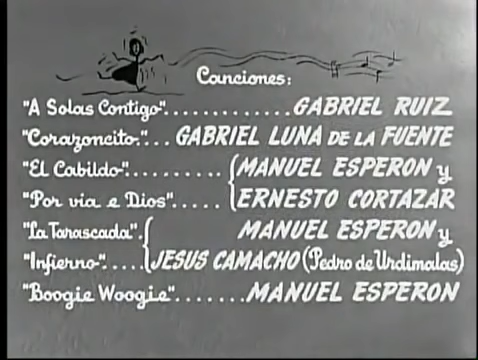 Canciones:
"A Solas Contigo".............GABRIEL RUIZ
"Corazoncito."...GABRIEL LUNA DE LA FUENTE
"El Cabildo"..........{MANUEL ESPERON y
"Por via e Dios".....{ERNESTO CORTAZAR
"La Tarascada".{MANUEL ESPERON y
"Infierno".....{JESUS CAMACHO (Pedro de Urdimalas)
"Boogie Woogie".......MANUEL ESPERON